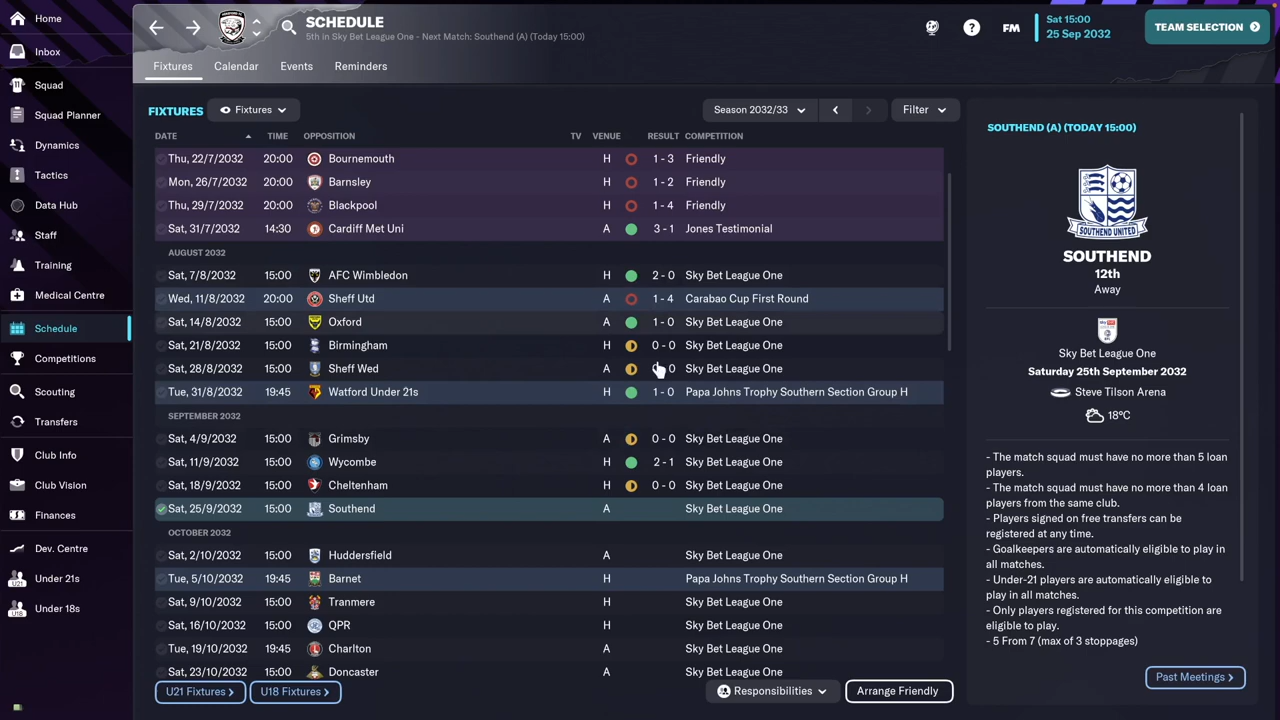 Home
Inbox
Squad
Squad Planner
Dynamics
Tactics
Data Hub
Staff
Training
Medical Centre
Schedule
Competitions
Scouting
Transfers
Club Info
Club Vision
Finances
Dev. Centre
Under 21s
Under 18s
SCHEDULE
5th in Sky Bet League One - Next Match: Southend (A) (Today 15:00)
? FM Sat 15:00
25 Sep 2032
TEAM SELECTION
Fixtures Calendar Events Reminders
FIXTURES Fixtures Season 2032/33 Filter
DATE TIME OPPOSITION TV VENUE RESULT COMPETITION
Thu, 22/7/2032 20:00 Bournemouth H 1 - 3 Friendly
Mon, 26/7/2032 20:00 Barnsley H 1 - 2 Friendly
Thu, 29/7/2032 20:00 Blackpool H 1 - 4 Friendly
Sat, 31/7/2032 14:30 Cardiff Met Uni A 3 - 1 Jones Testimonial
AUGUST 2032
Sat, 7/8/2032 15:00 AFC Wimbledon H 2 - 0 Sky Bet League One
Wed, 11/8/2032 20:00 Sheff Utd A 1 - 4 Carabao Cup First Round
Sat, 14/8/2032 15:00 Oxford A 1 - 0 Sky Bet League One
Sat, 21/8/2032 15:00 Birmingham H 0 - 0 Sky Bet League One
Sat, 28/8/2032 15:00 Sheff Wed A 0 Sky Bet League One
Tue, 31/8/2032 19:45 Watford Under 21s H 1 - 0 Papa Johns Trophy Southern Section Group H
SEPTEMBER 2032
Sat, 4/9/2032 15:00 Grimsby A 0 - 0 Sky Bet League One
Sat, 11/9/2032 15:00 Wycombe H 2 - 1 Sky Bet League One
Sat, 18/9/2032 15:00 Cheltenham H 0 - 0 Sky Bet League One
Sat, 25/9/2032 15:00 Southend A Sky Bet League One
OCTOBER 2032
Sat, 2/10/2032 15:00 Huddersfield A Sky Bet League One
Tue, 5/10/2032 19:45 Barnet H Papa Johns Trophy Southern Section Group H
Sat, 9/10/2032 15:00 Tranmere H Sky Bet League One
Sat, 16/10/2032 15:00 QPR H Sky Bet League One
Tue, 19/10/2032 19:45 Charlton A Sky Bet League One
Sat, 23/10/2032 15:00 Doncaster A Sky Bet League One
U21 Fixtures > U18 Fixtures > Responsibilities Arrange Friendly
SOUTHEND (A) (TODAY 15:00)
SOUTHEND UNITED
SOUTHEND
12th
Away
Sky Bet League One
Saturday 25th September 2032
Steve Tilson Arena
18°C
- The match squad must have no more than 5 loan
players.
- The match squad must have no more than 4 loan
players from the same club.
- Players signed on free transfers can be
registered at any time.
- Goalkeepers are automatically eligible to play in
all matches.
- Under-21 players are automatically eligible to
play in all matches.
- Only players registered for this competition are
eligible to play.
- 5 From 7 (max of 3 stoppages)
Past Meetings >